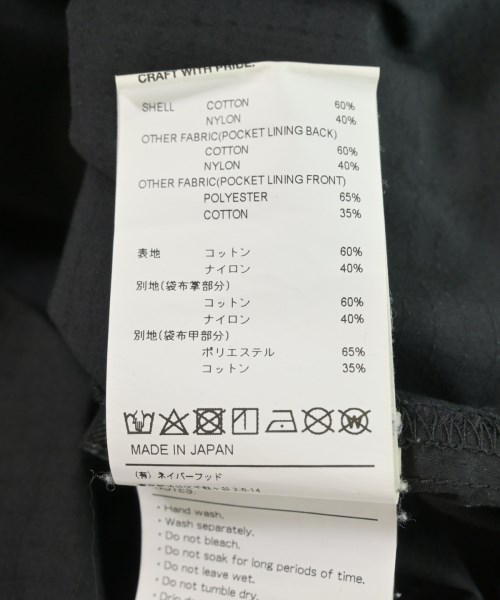 CRAFT WITH PRIDE.
SHELL COTTON 60%
NYLON 40%
OTHER FABRIC(POCKET LINING BACK)
COTTON 60%
NYLON 40%
OTHER FABRIC(POCKET LINING FRONT)
POLYESTER 65%
COTTON 35%
表地 コットン 60%
ナイロン 40%
別地(袋布掌部分)
コットン 60%
ナイロン 40%
別地(袋布甲部分)
ポリエステル 65%
コットン 35%
W
MADE IN JAPAN
(有)ネイバーフッド
NOTES.
・Hand wash.
・Wash separately.
・Do not bleach.
・Do not soak for long periods of time.
・Do not leave wet.
・Do not tumble dry.